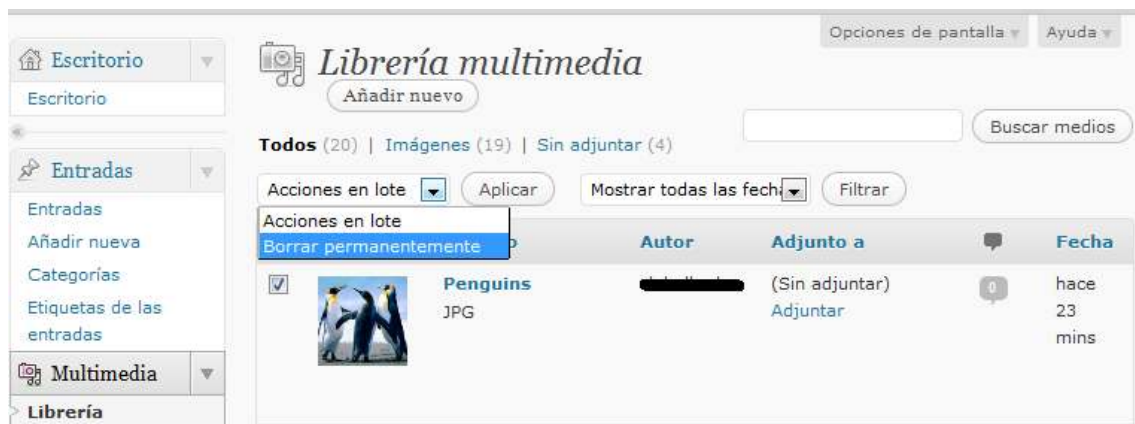 Opciones de pantalla
Ayuda
Escritorio
Escritorio
Librería multimedia
Añadir nuevo
Buscar medios
Todos (20) | Imágenes (19) | Sin adjuntar (4)
Entradas
Entradas
Añadir nueva
Categorías
Etiquetas de las
entradas
Multimedia
Librería
Acciones en lote
Aplicar
Mostrar todas las fech
Filtrar
Acciones en lote
Borrar permanentemente
Autor
Adjunto a
Fecha
Penguins
JPG
(Sin adjuntar)
Adjuntar
0
hace
23
mins